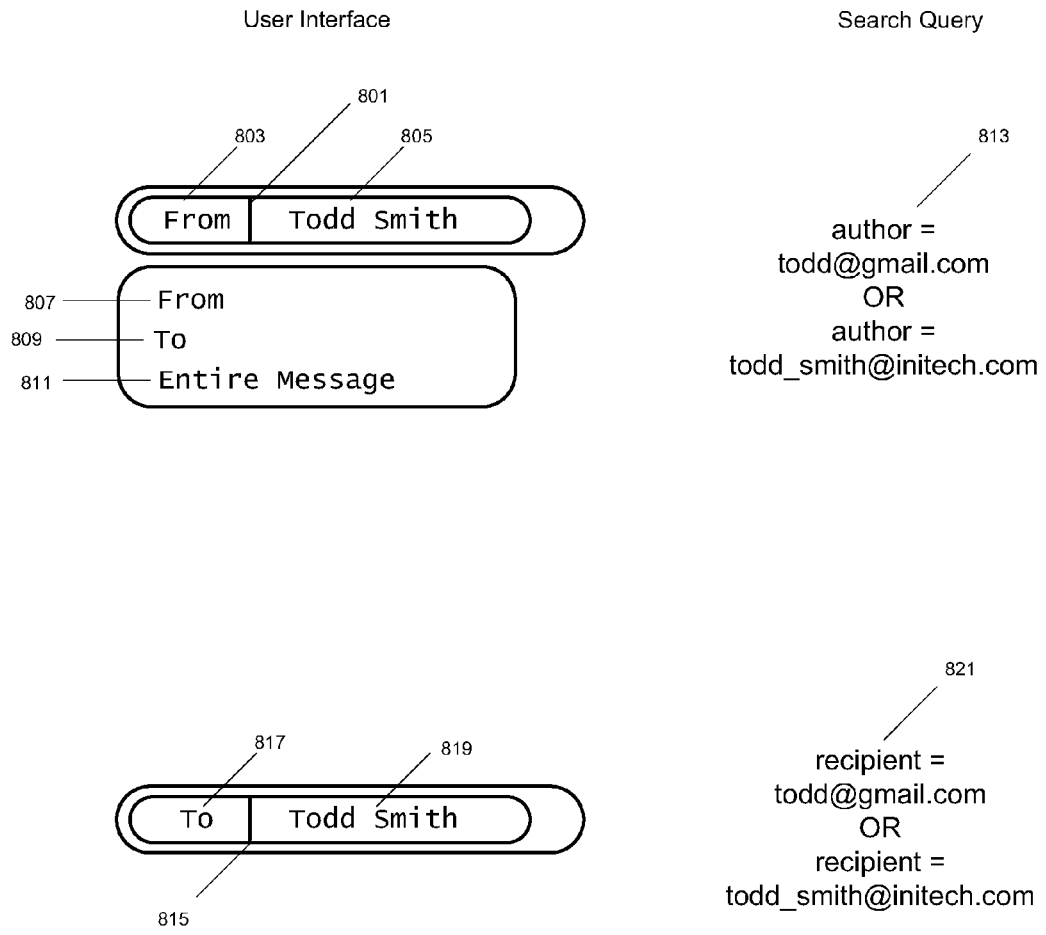 User Interface
Search Query
801
803
805
813
From
Todd Smith
author =
todd@gmail.com
OR
author =
todd_smith@initech.com
807
From
809
To
811
Entire Message
821
817
819
To
Todd Smith
recipient =
todd@gmail.com
OR
recipient =
todd_smith@initech.com
815